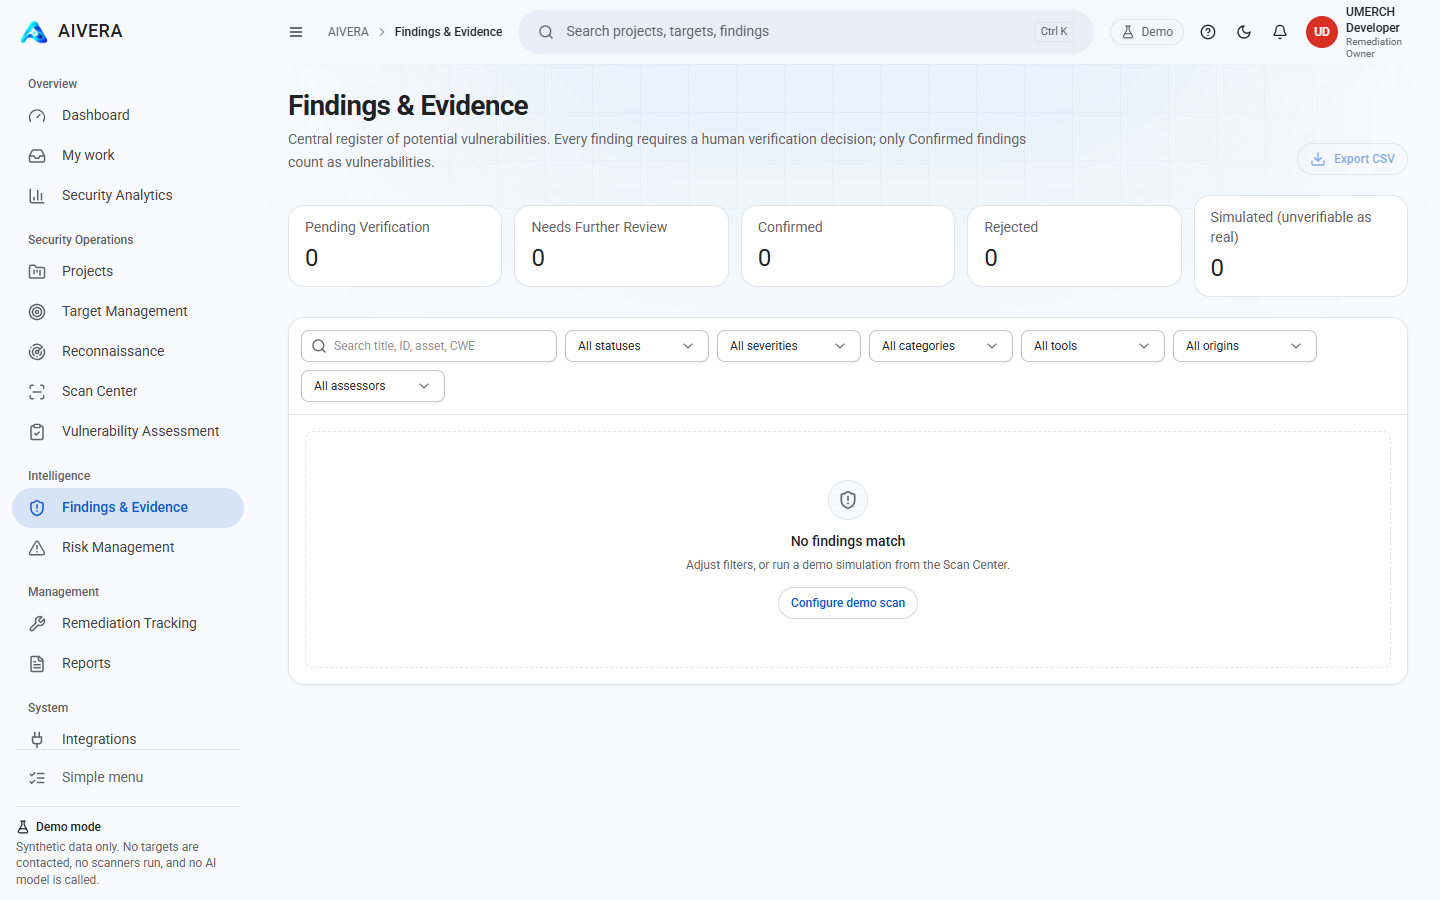 AIVERA
AIVERA > Findings & Evidence
Search projects, targets, findings
Ctrl K
Demo
UD
UMERCH
Developer
Remediation
Owner
Overview
Dashboard
My work
Security Analytics
Security Operations
Projects
Target Management
Reconnaissance
Scan Center
Vulnerability Assessment
Intelligence
Findings & Evidence
Risk Management
Management
Remediation Tracking
Reports
System
Integrations
Simple menu
Demo mode
Synthetic data only. No targets are
contacted, no scanners run, and no AI
model is called.
Findings & Evidence
Central register of potential vulnerabilities. Every finding requires a human verification decision; only Confirmed findings
count as vulnerabilities.
Export CSV
Pending Verification
0
Needs Further Review
0
Confirmed
0
Rejected
0
Simulated (unverifiable as
real)
0
Search title, ID, asset, CWE
All statuses
All severities
All categories
All tools
All origins
All assessors
No findings match
Adjust filters, or run a demo simulation from the Scan Center.
Configure demo scan